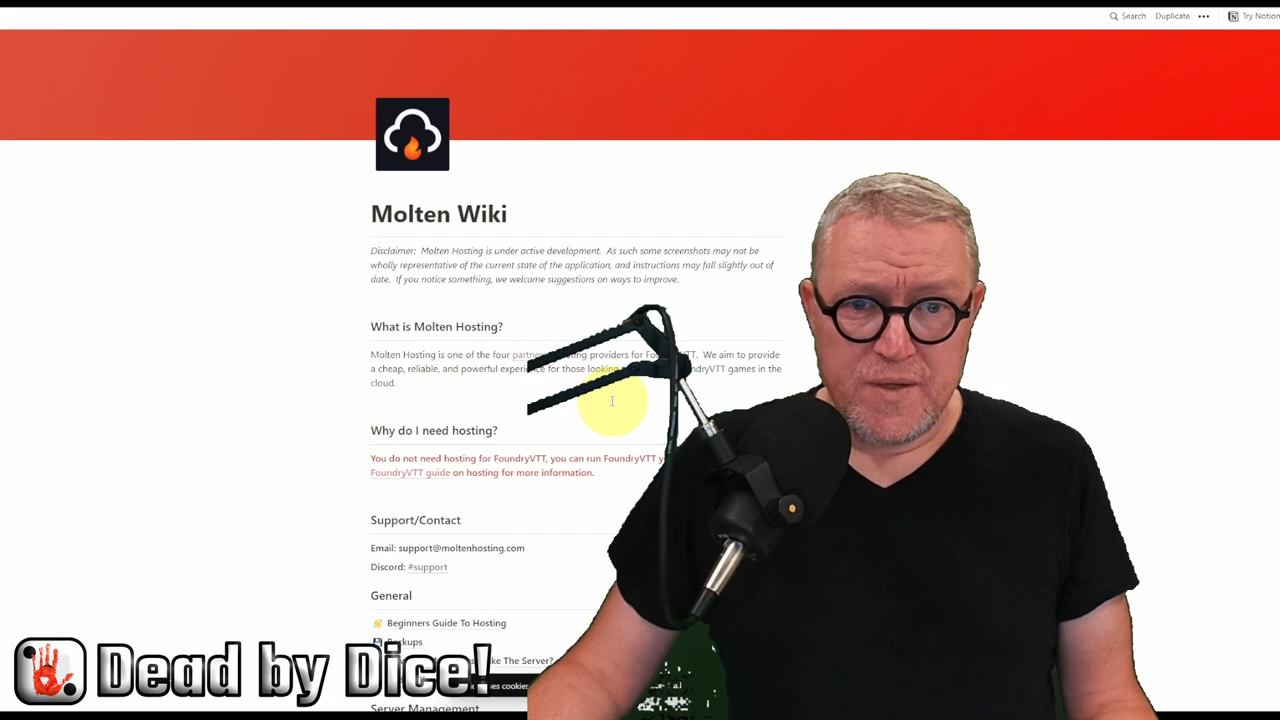 Search Duplicate ••• Try Notion
Molten Wiki
Disclaimer: Molten Hosting is under active development. As such some screenshots may not be
wholly representative of the current state of the application, and instructions may fall slightly out of
date. If you notice something, we welcome suggestions on ways to improve.
What is Molten Hosting?
Molten Hosting is one of the four providers for We aim to provide
a cheap, reliable, and powerful for those looking games in the
cloud.
Why do I need hosting?
You do not need hosting for FoundryVTT, you can run FoundryVTT
FoundryVTT guide on hosting for more information.
Support/Contact
Email: support@moltenhosting.com
Discord: #support
General
Beginners Guide To Hosting
Backups
The Server?
Dead by Dice!
cookies
Server Management